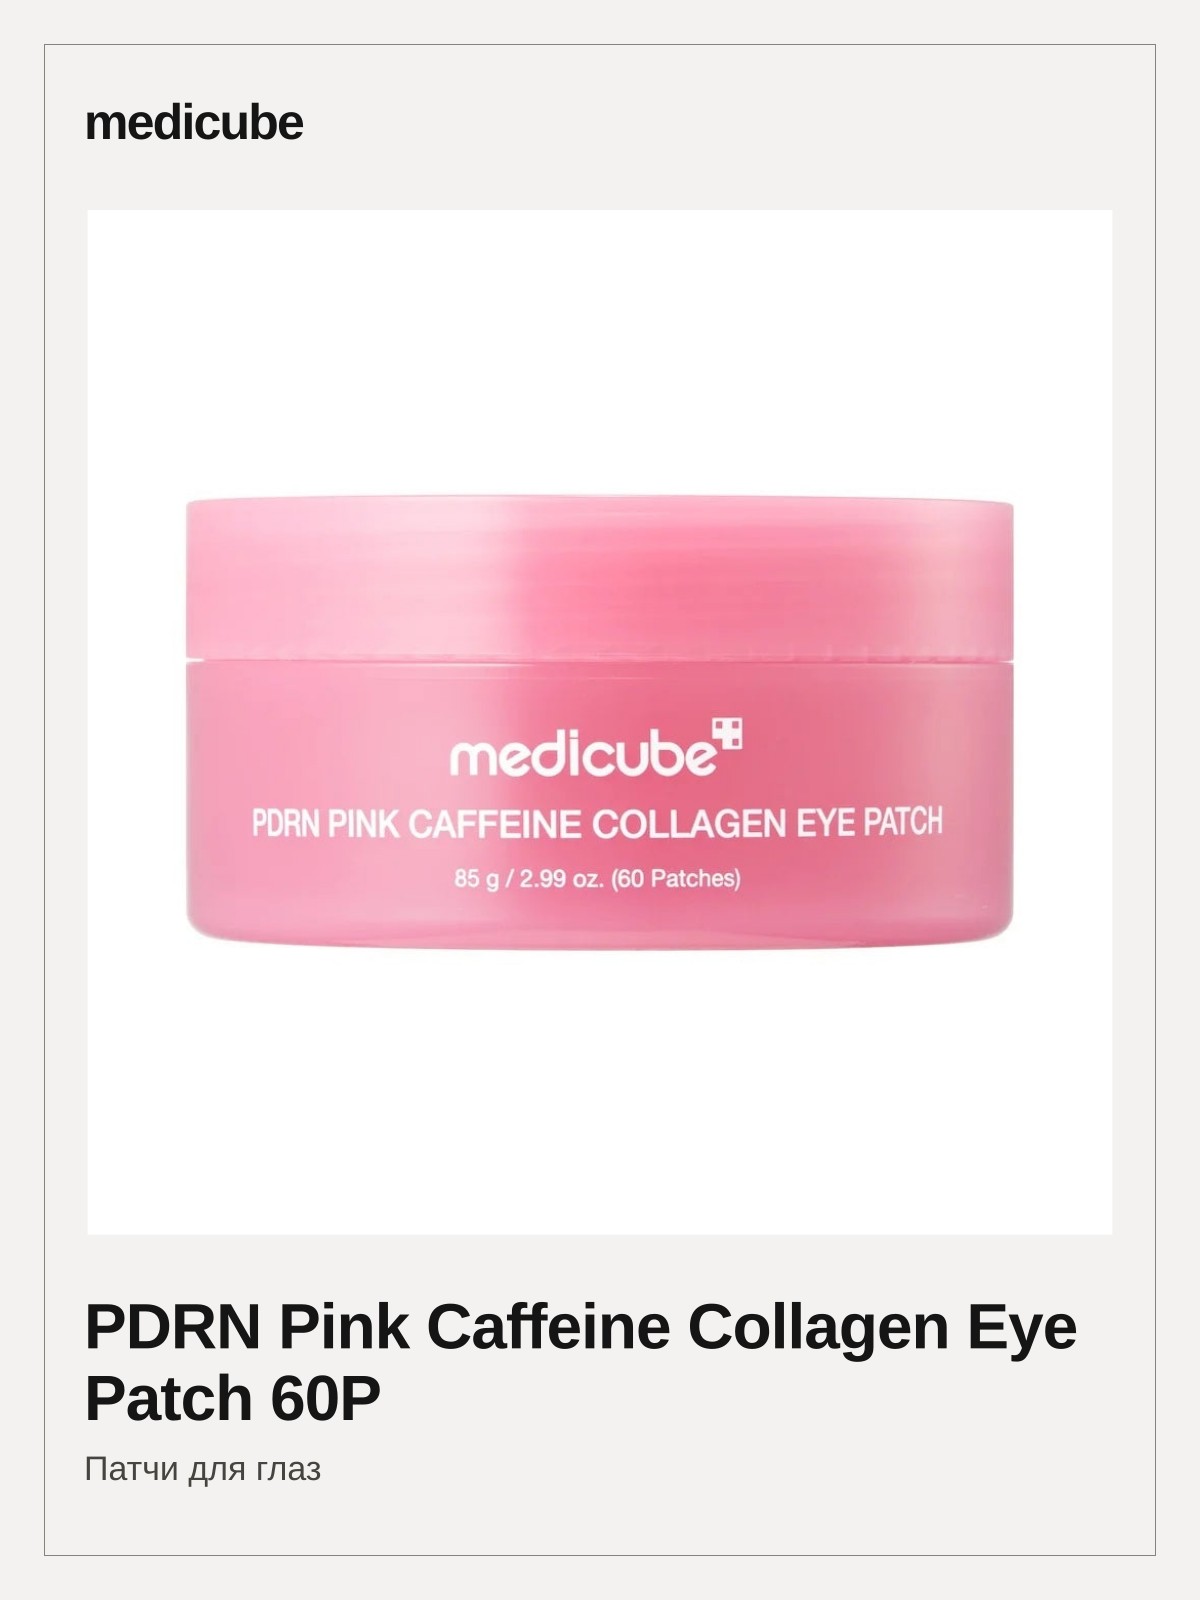 medicube
medicube
PDRN PINK CAFFEINE COLLAGEN EYE PATCH
85 g / 2.99 oz. (60 Patches)
PDRN Pink Caffeine Collagen Eye
Patch 60P
Патчи для глаз